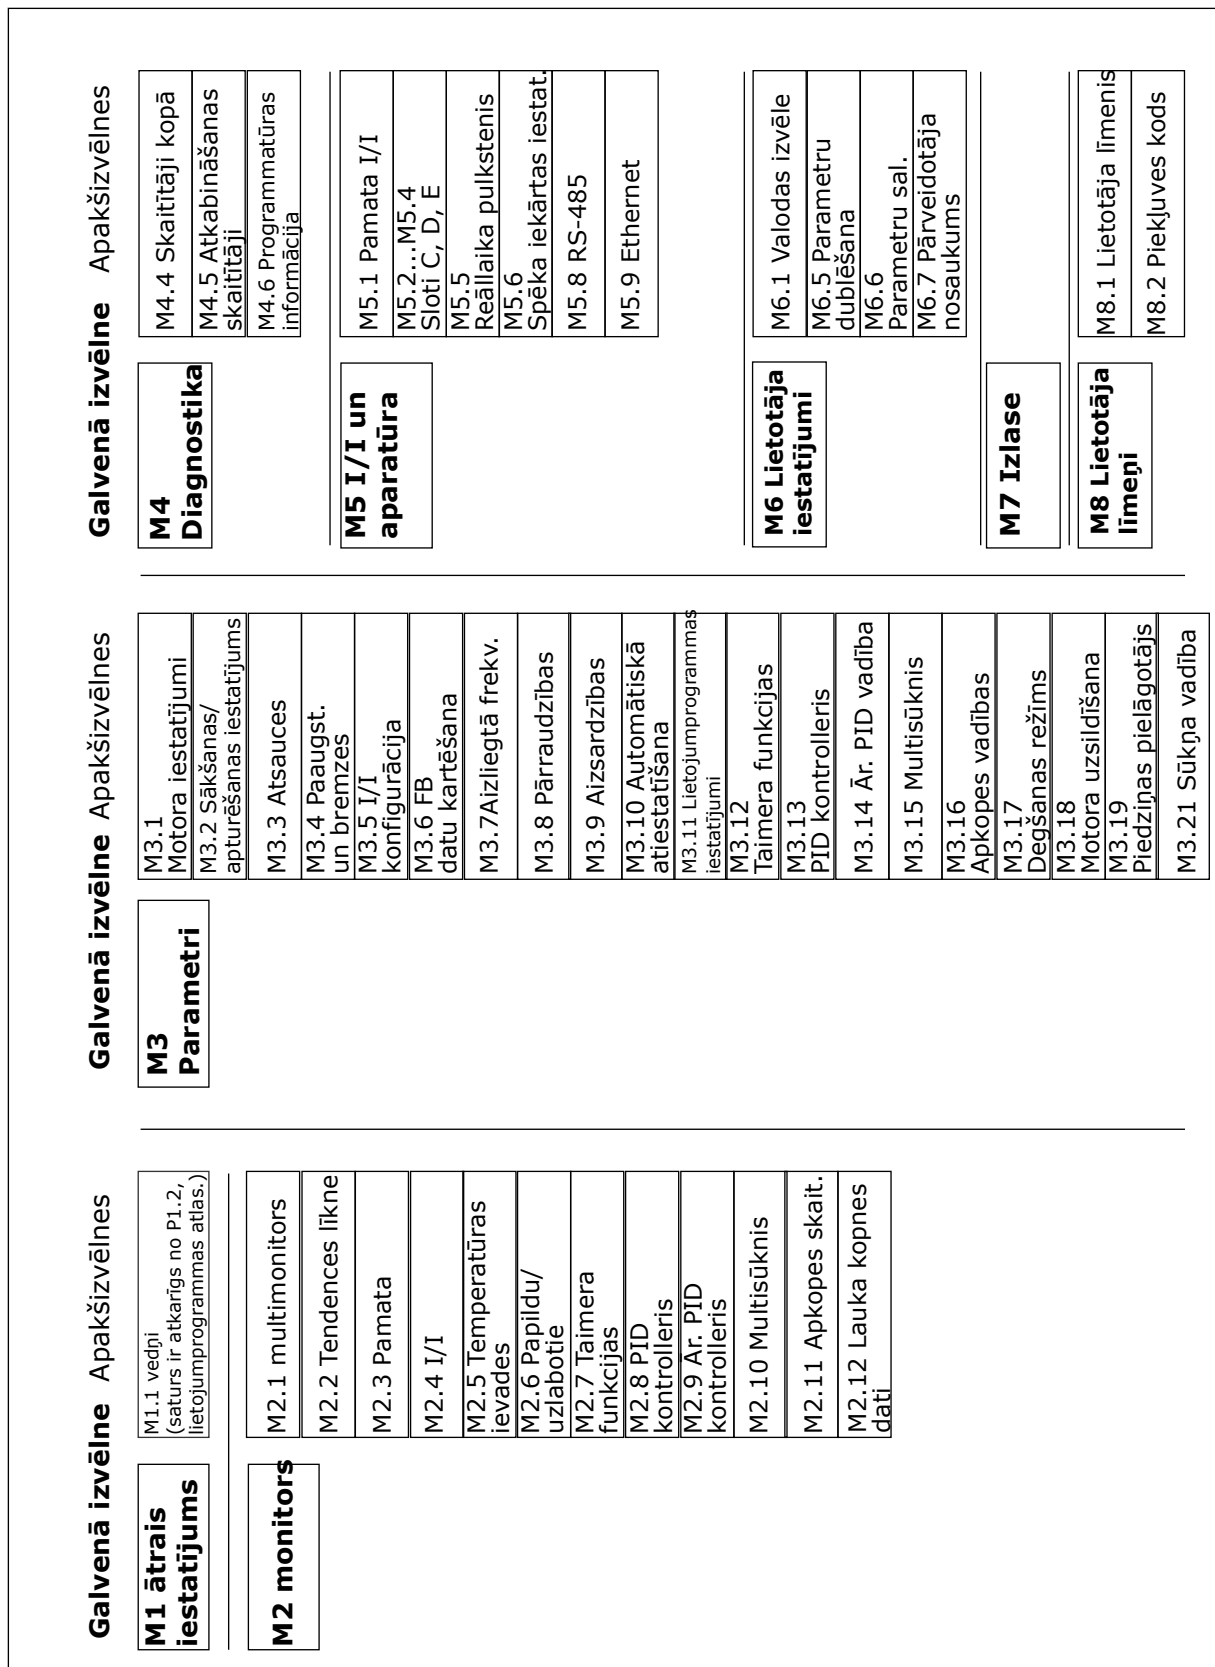 Galvenā izvēlne Apakšizvēlnes
M1 ātrais
iestatījums
M1.1 vedņi
(saturs ir atkarīgs no P1.2,
lietojumprogrammas atlas.)
M2 monitors
M2.1 multimonitors
M2.2 Tendences līkne
M2.3 Pamata
M2.4 I/I
M2.5 Temperatūras
ievades
M2.6 Papildu/
uzlabotie
M2.7 Taimera
funkcijas
M2.8 PID
kontrolleris
M2.9 Ār. PID
kontrolleris
M2.10 Multisūknis
M2.11 Apkopes skait.
M2.12 Lauka kopnes
dati
Galvenā izvēlne Apakšizvēlnes
M3
Parametri
M3.1
Motora iestatījumi
M3.2 Sākšanas/
apturēšanas iestatījums
M3.3 Atsauces
M3.4 Paaugst.
un bremzes
M3.5 I/I
konfigurācija
M3.6 FB
datu kartēšana
M3.7Aizliegtā frekv.
M3.8 Pārraudzības
M3.9 Aizsardzības
M3.10 Automātiskā
atiestatīšana
M3.11 Lietojumprogrammas
iestatījumi
M3.12
Taimera funkcijas
M3.13
PID kontrolleris
M3.14 Ār. PID vadība
M3.15 Multisūknis
M3.16
Apkopes vadības
M3.17
Degšanas režīms
M3.18
Motora uzsildīšana
M3.19
Piedziņas pielāgotājs
M3.21 Sūkņa vadība
Galvenā izvēlne Apakšizvēlnes
M4
Diagnostika
M4.4 Skaitītāji kopā
M4.5 Atkabināšanas
skaitītāji
M4.6 Programmatūras
informācija
M5 I/I un
aparatūra
M5.1 Pamata I/I
M5.2...M5.4
Sloti C, D, E
M5.5
Reāllaika pulkstenis
M5.6
Spēka iekārtas iestat.
M5.8 RS-485
M5.9 Ethernet
M6 Lietotāja
iestatījumi
M6.1 Valodas izvēle
M6.5 Parametru
dublēšana
M6.6
Parametru sal.
M6.7 Pārveidotāja
nosaukums
M7 Izlase
M8 Lietotāja
līmeņi
M8.1 Lietotāja līmenis
M8.2 Piekļuves kods